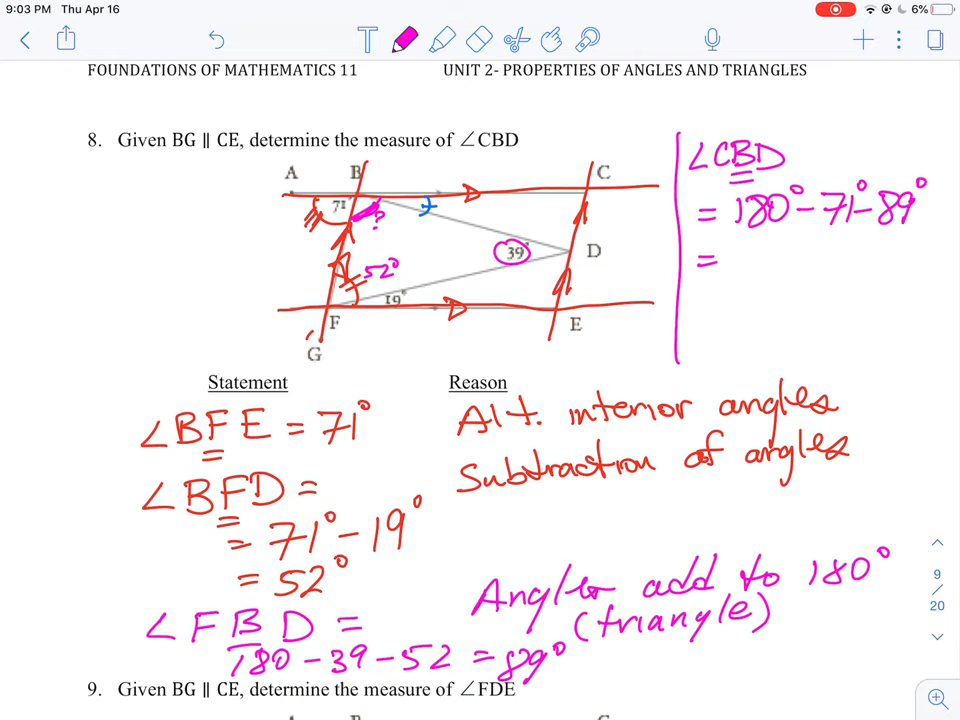 9:03 PM Thu Apr 16
6%
FOUNDATIONS OF MATHEMATICS 11 UNIT 2- PROPERTIES OF ANGLES AND TRIANGLES
8. Given BG ∥ CE, determine the measure of ∠CBD
A B C
71°
?
39°
D
52°
19°
F E
G
∠CBD
= 180° - 71° - 89°
=
Statement Reason
∠BFE = 71° Alt. interior angles
∠BFD = Subtraction of angles
= 71° - 19°
= 52°
∠FBD = Angles add to 180°
(triangle)
180 - 39 - 52 = 89°
9. Given BG ∥ CE, determine the measure of ∠FDE
9
/
20